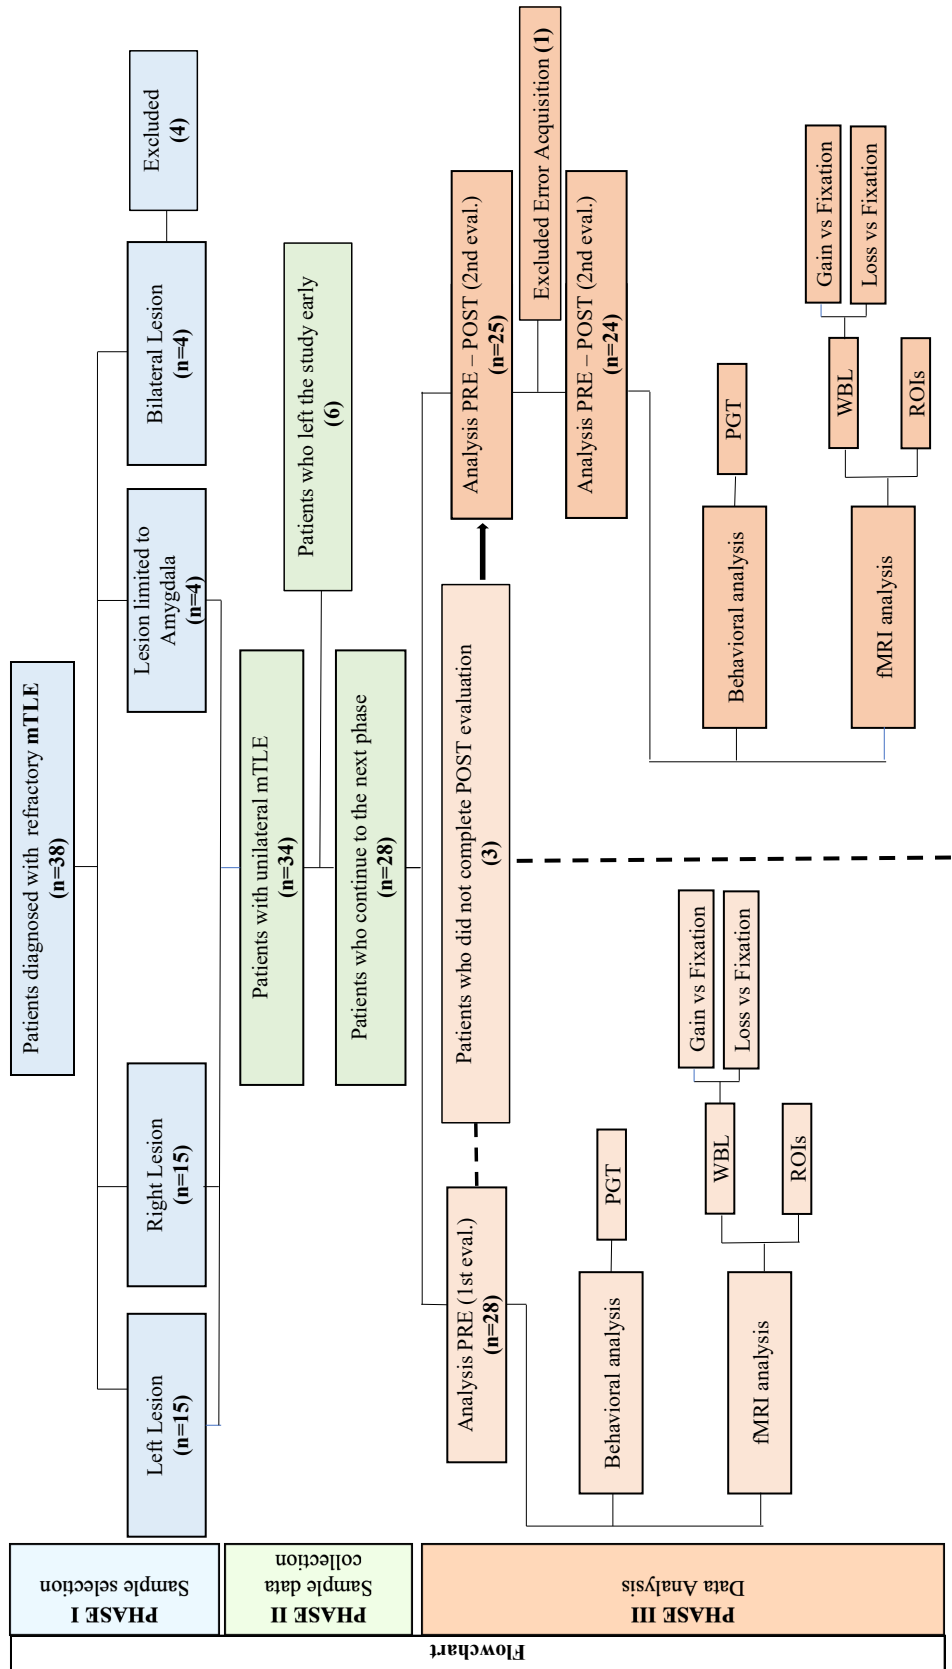 Flowchart
PHASE I
Sample selection
Patients diagnosed with refractory mTLE
(n=38)
Left Lesion
(n=15)
Right Lesion
(n=15)
Lesion limited to
Amygdala
(n=4)
Bilateral Lesion
(n=4)
Excluded
(4)
PHASE II
Sample data
collection
Patients with unilateral mTLE
(n=34)
Patients who left the study early
(6)
Patients who continue to the next phase
(n=28)
PHASE III
Data Analysis
Analysis PRE (1st eval.)
(n=28)
Patients who did not complete POST evaluation
(3)
Analysis PRE – POST (2nd eval.)
(n=25)
Excluded Error Acquisition (1)
Analysis PRE – POST (2nd eval.)
(n=24)
Behavioral analysis
PGT
fMRI analysis
WBL
ROIs
Gain vs Fixation
Loss vs Fixation
Behavioral analysis
PGT
fMRI analysis
WBL
ROIs
Gain vs Fixation
Loss vs Fixation